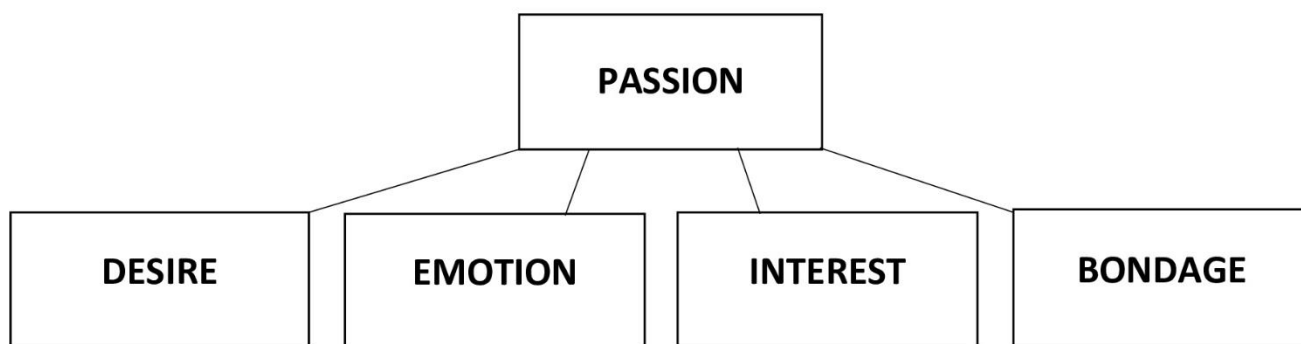 PASSION
DESIRE
EMOTION
INTEREST
BONDAGE